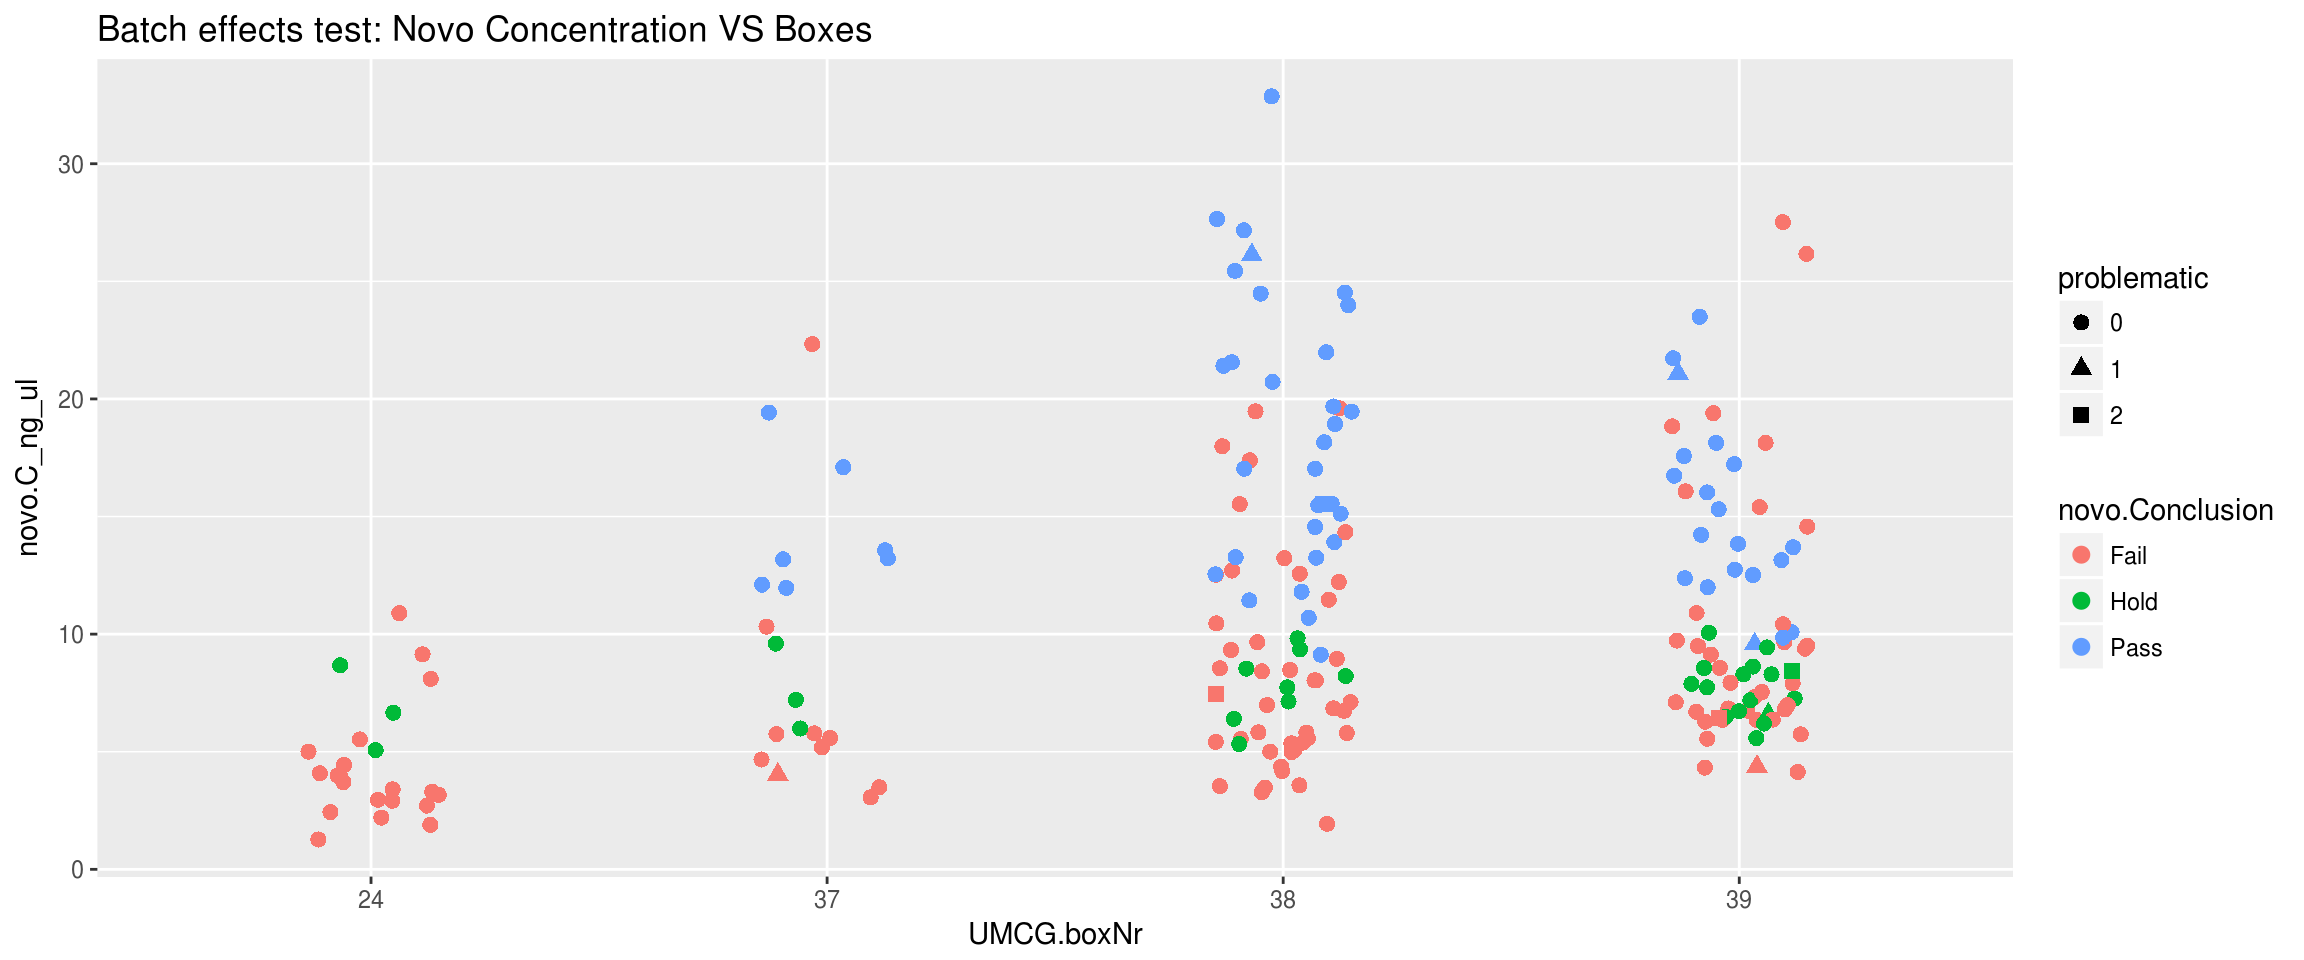 Batch effects test: Novo Concentration VS Boxes
novo.C_ng_ul
30
20
10
0
24
37
38
39
UMCG.boxNr
problematic
0
1
2
novo.Conclusion
Fail
Hold
Pass